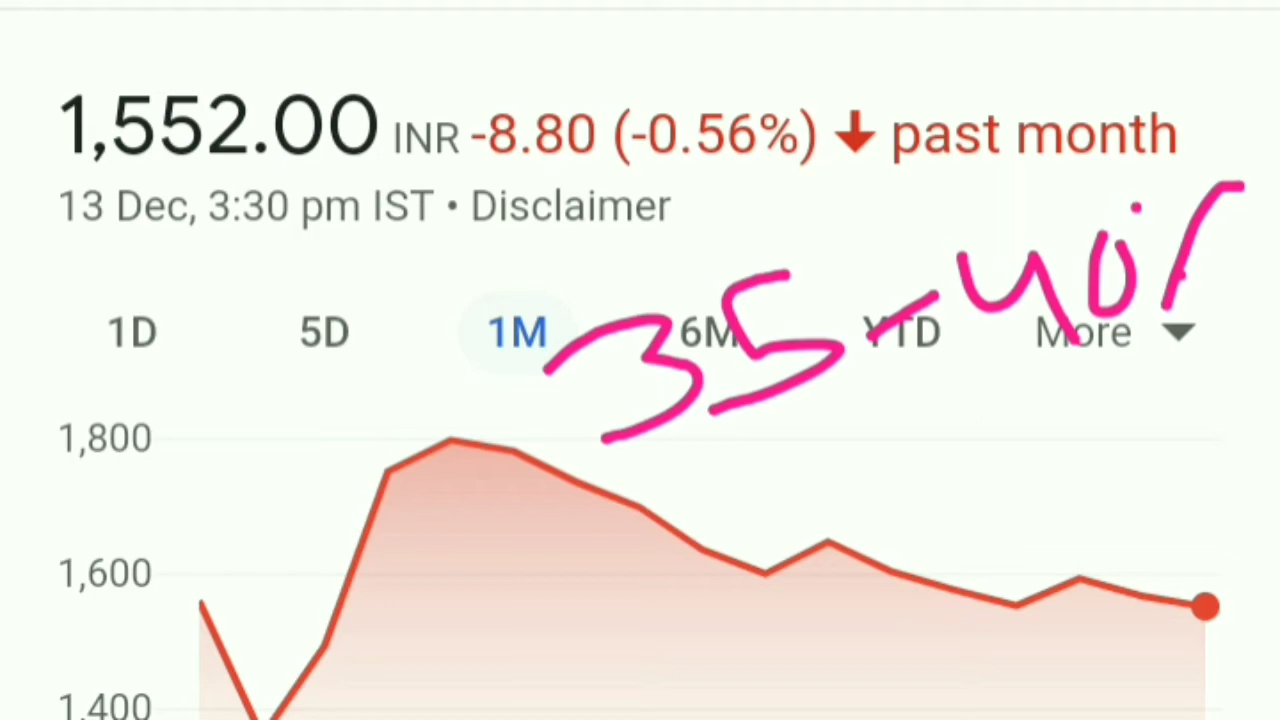 1,552.00 INR -8.80 (-0.56%) ↓ past month
13 Dec, 3:30 pm IST • Disclaimer
35-40%
1D 5D 1M 6M YTD More
1,800
1,600
1,400